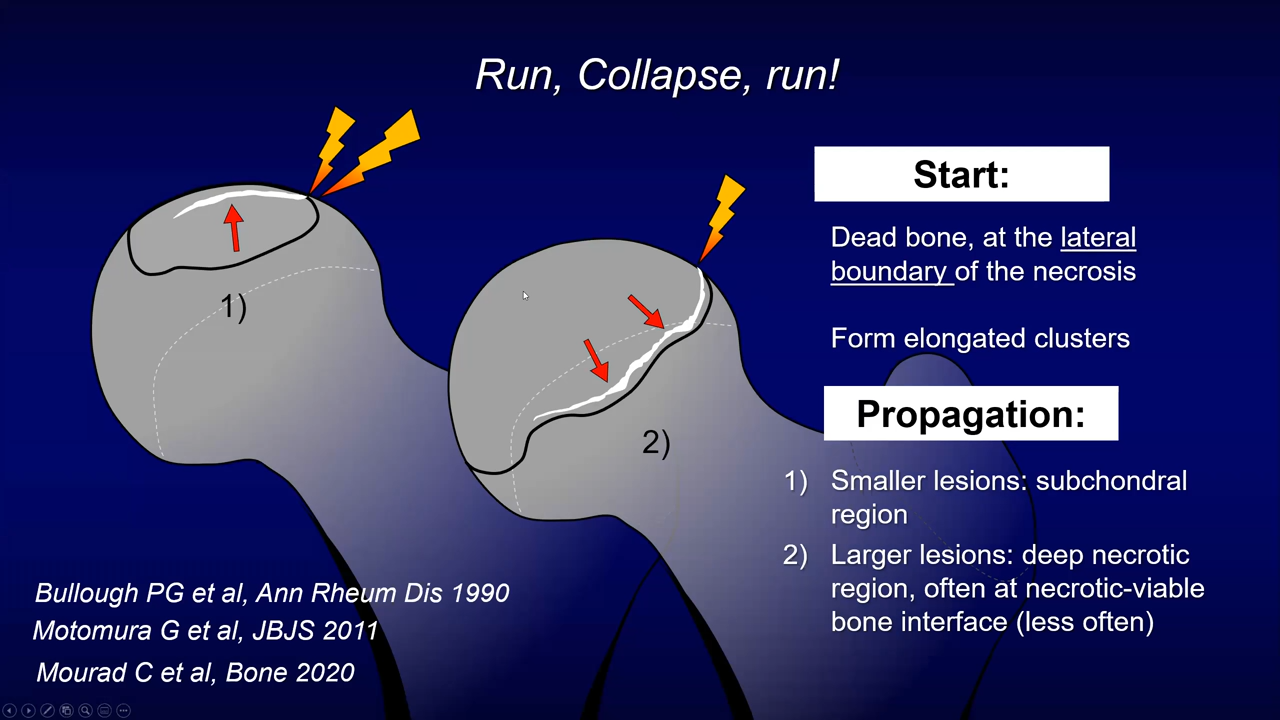 Run, Collapse, run!
Start:
Dead bone, at the lateral
boundary of the necrosis
Form elongated clusters
Propagation:
1) Smaller lesions: subchondral
region
2) Larger lesions: deep necrotic
region, often at necrotic-viable
bone interface (less often)
1)
2)
Bullough PG et al, Ann Rheum Dis 1990
Motomura G et al, JBJS 2011
Mourad C et al, Bone 2020